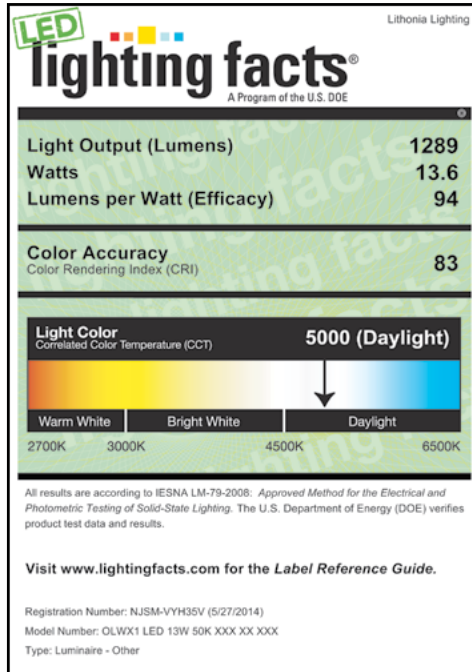 LED
Lithonia Lighting
lighting facts®
A Program of the U.S. DOE
Light Output (Lumens) 1289
Watts 13.6
Lumens per Watt (Efficacy) 94
Color Accuracy
Color Rendering Index (CRI) 83
Light Color
Correlated Color Temperature (CCT) 5000 (Daylight)
Warm White Bright White Daylight
2700K 3000K 4500K 6500K
All results are according to IESNA LM-79-2008: Approved Method for the Electrical and
Photometric Testing of Solid-State Lighting. The U.S. Department of Energy (DOE) verifies
product test data and results.
Visit www.lightingfacts.com for the Label Reference Guide.
Registration Number: NJSM-VYH35V (5/27/2014)
Model Number: OLWX1 LED 13W 50K XXX XX XXX
Type: Luminaire - Other